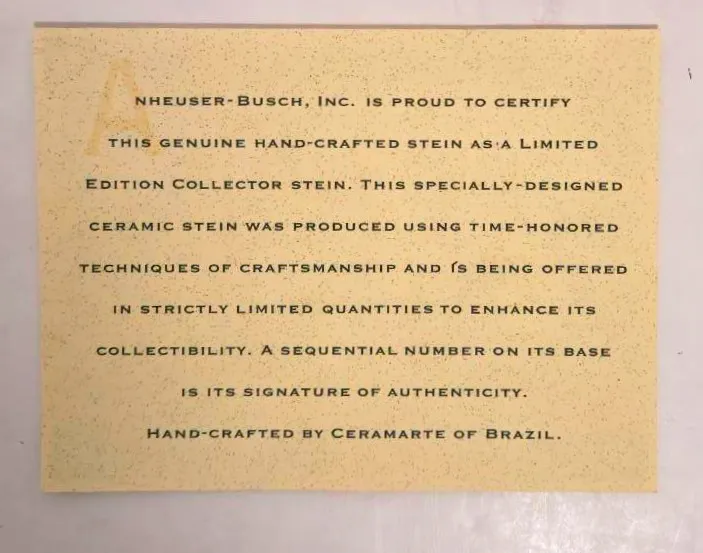 ANHEUSER-BUSCH, INC. IS PROUD TO CERTIFY
THIS GENUINE HAND-CRAFTED STEIN AS A LIMITED
EDITION COLLECTOR STEIN. THIS SPECIALLY-DESIGNED
CERAMIC STEIN WAS PRODUCED USING TIME-HONORED
TECHNIQUES OF CRAFTSMANSHIP AND IS BEING OFFERED
IN STRICTLY LIMITED QUANTITIES TO ENHANCE ITS
COLLECTIBILITY. A SEQUENTIAL NUMBER ON ITS BASE
IS ITS SIGNATURE OF AUTHENTICITY.
HAND-CRAFTED BY CERAMARTE OF BRAZIL.